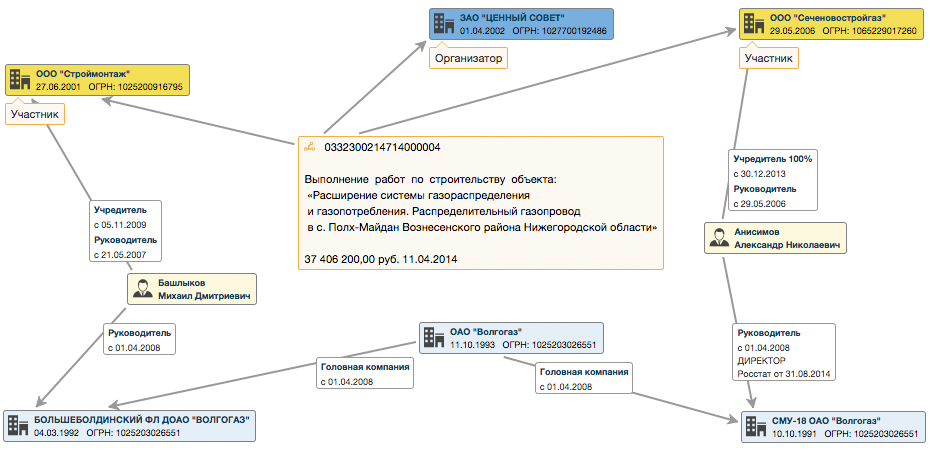 ЗАО "ЦЕННЫЙ СОВЕТ"
01.04.2002 ОГРН: 1027700192486
Организатор
ООО "Сеченовостройгаз"
29.05.2006 ОГРН: 1065229017260
Участник
ООО "Строймонтаж"
27.06.2001 ОГРН: 1025200916795
Участник
0332300214714000004
Выполнение работ по строительству объекта:
«Расширение системы газораспределения
и газопотребления. Распределительный газопровод
в с. Полх-Майдан Вознесенского района Нижегородской области»
37 406 200,00 руб. 11.04.2014
Учредитель 100%
с 30.12.2013
Руководитель
с 29.05.2006
Учредитель
с 05.11.2009
Руководитель
с 21.05.2007
Анисимов
Александр Николаевич
Башлыков
Михаил Дмитриевич
Руководитель
с 01.04.2008
ОАО "Волгогаз"
11.10.1993 ОГРН: 1025203026551
Руководитель
с 01.04.2008
ДИРЕКТОР
Росстат от 31.08.2014
Головная компания
с 01.04.2008
Головная компания
с 01.04.2008
БОЛЬШЕБОЛДИНСКИЙ ФЛ ДОАО "ВОЛГОГАЗ"
04.03.1992 ОГРН: 1025203026551
СМУ-18 ОАО "Волгогаз"
10.10.1991 ОГРН: 1025203026551